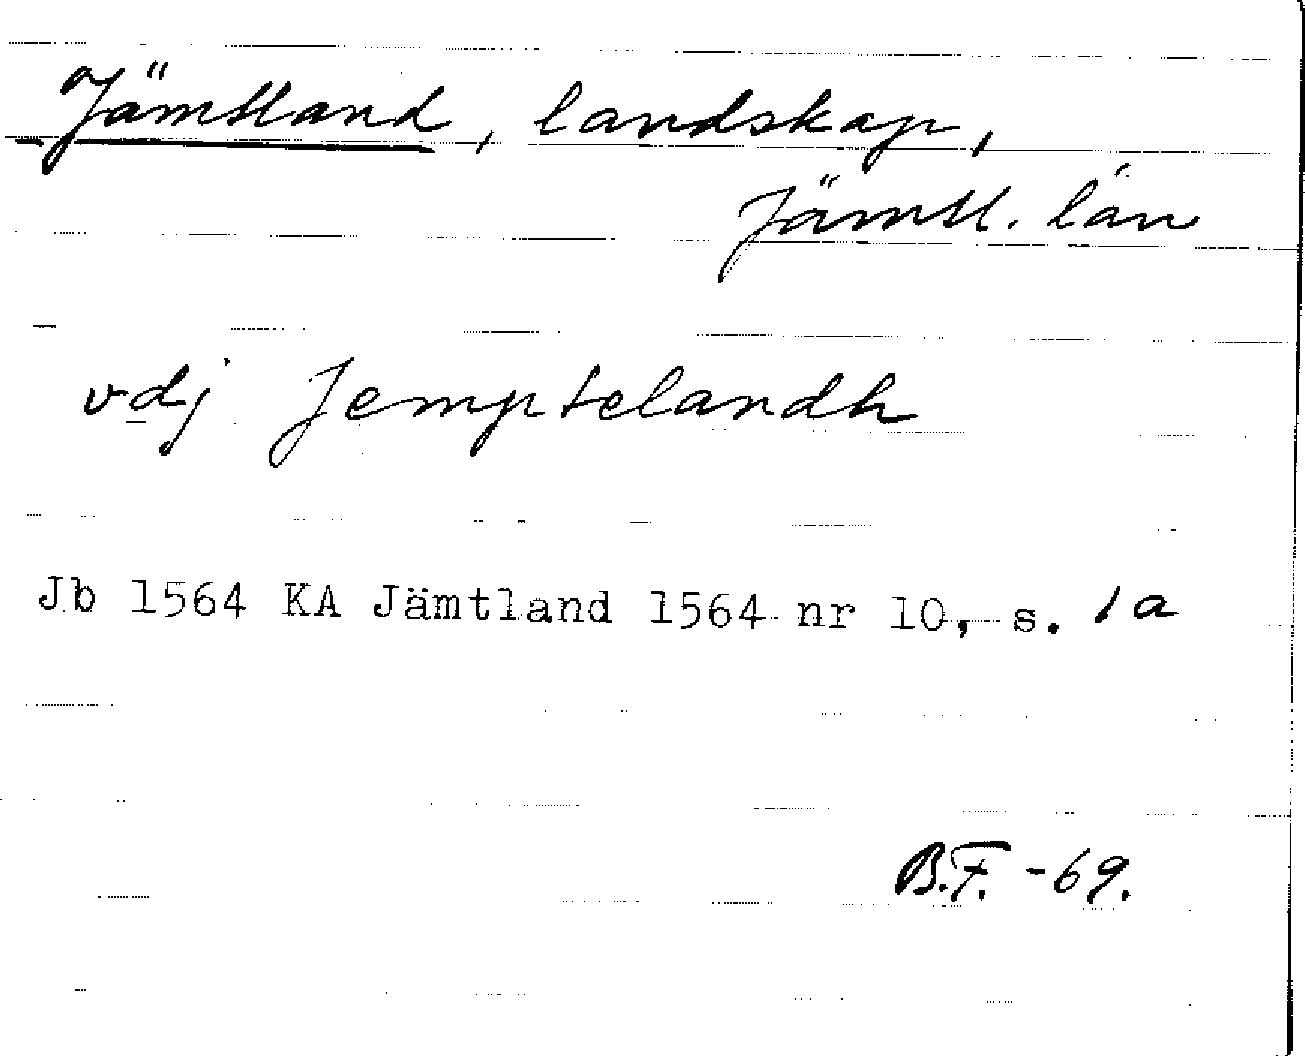 Jämtland, landskap,
Jämtl. län
vdj Jemptelandh
Jb 1564 KA Jämtland 1564 nr 10, s. 1a
B.F. -69.